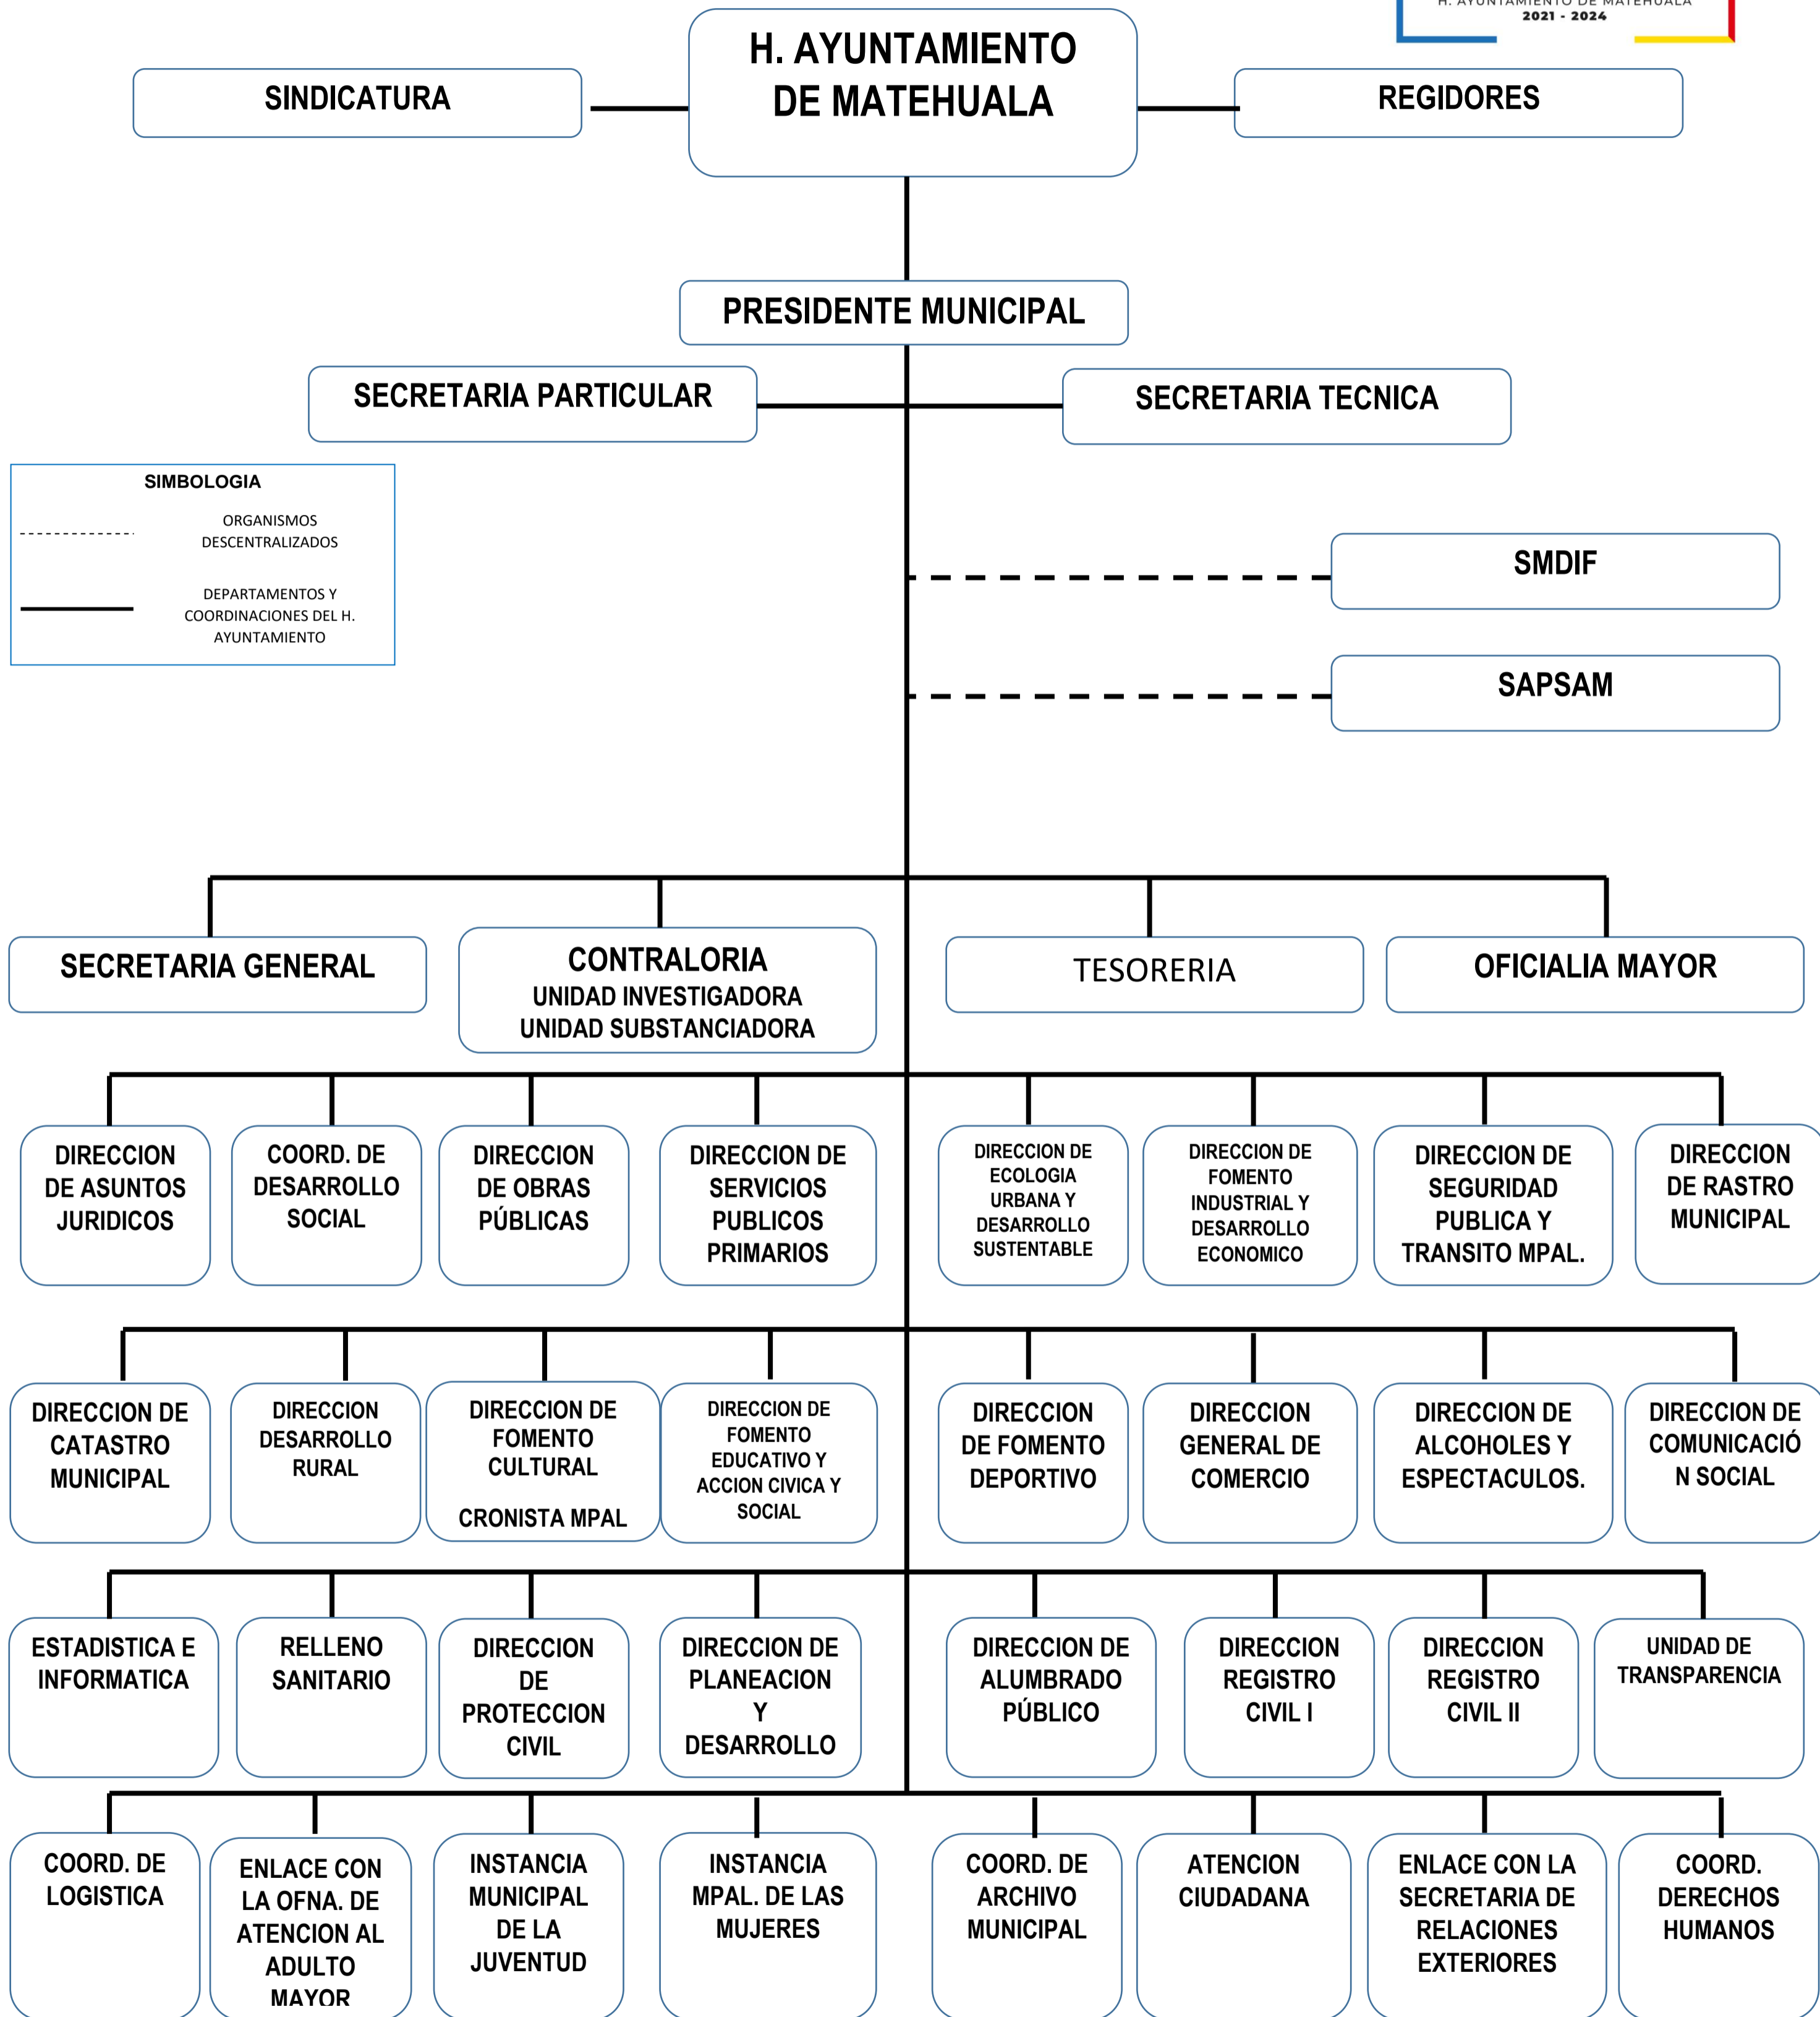 H. AYUNTAMIENTO DE MATEHUALA
2021 - 2024
H. AYUNTAMIENTO
DE MATEHUALA
SINDICATURA
REGIDORES
PRESIDENTE MUNICIPAL
SECRETARIA PARTICULAR
SECRETARIA TECNICA
SIMBOLOGIA
ORGANISMOS
DESCENTRALIZADOS
DEPARTAMENTOS Y
COORDINACIONES DEL H.
AYUNTAMIENTO
SMDIF
SAPSAM
SECRETARIA GENERAL
CONTRALORIA
UNIDAD INVESTIGADORA
UNIDAD SUBSTANCIADORA
TESORERIA
OFICIALIA MAYOR
DIRECCION
DE ASUNTOS
JURIDICOS
COORD. DE
DESARROLLO
SOCIAL
DIRECCION
DE OBRAS
PÚBLICAS
DIRECCION DE
SERVICIOS
PUBLICOS
PRIMARIOS
DIRECCION DE
ECOLOGIA
URBANA Y
DESARROLLO
SUSTENTABLE
DIRECCION DE
FOMENTO
INDUSTRIAL Y
DESARROLLO
ECONOMICO
DIRECCION DE
SEGURIDAD
PUBLICA Y
TRANSITO MPAL.
DIRECCION
DE RASTRO
MUNICIPAL
DIRECCION DE
CATASTRO
MUNICIPAL
DIRECCION
DESARROLLO
RURAL
DIRECCION DE
FOMENTO
CULTURAL
CRONISTA MPAL
DIRECCION DE
FOMENTO
EDUCATIVO Y
ACCION CIVICA Y
SOCIAL
DIRECCION
DE FOMENTO
DEPORTIVO
DIRECCION
GENERAL DE
COMERCIO
DIRECCION DE
ALCOHOLES Y
ESPECTACULOS.
DIRECCION DE
COMUNICACIÓ
N SOCIAL
ESTADISTICA E
INFORMATICA
RELLENO
SANITARIO
DIRECCION
DE
PROTECCION
CIVIL
DIRECCION DE
PLANEACION
Y
DESARROLLO
DIRECCION DE
ALUMBRADO
PÚBLICO
DIRECCION
REGISTRO
CIVIL I
DIRECCION
REGISTRO
CIVIL II
UNIDAD DE
TRANSPARENCIA
COORD. DE
LOGISTICA
ENLACE CON
LA OFNA. DE
ATENCION AL
ADULTO
MAYOR
INSTANCIA
MUNICIPAL
DE LA
JUVENTUD
INSTANCIA
MPAL. DE LAS
MUJERES
COORD. DE
ARCHIVO
MUNICIPAL
ATENCION
CIUDADANA
ENLACE CON LA
SECRETARIA DE
RELACIONES
EXTERIORES
COORD.
DERECHOS
HUMANOS